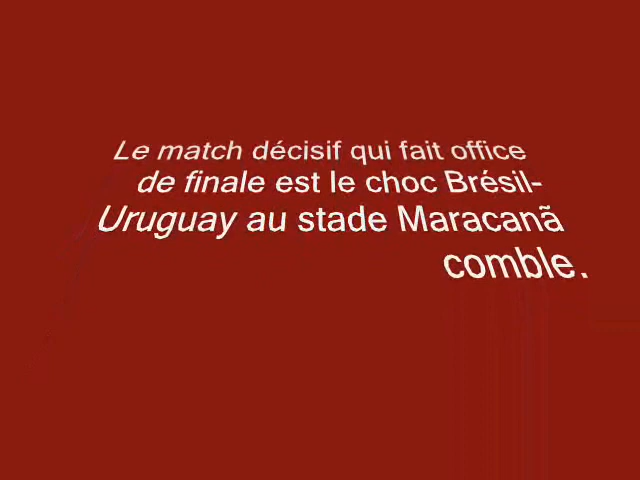 Le match décisif qui fait office
de finale est le choc Brésil-
Uruguay au stade Maracanã
comble.